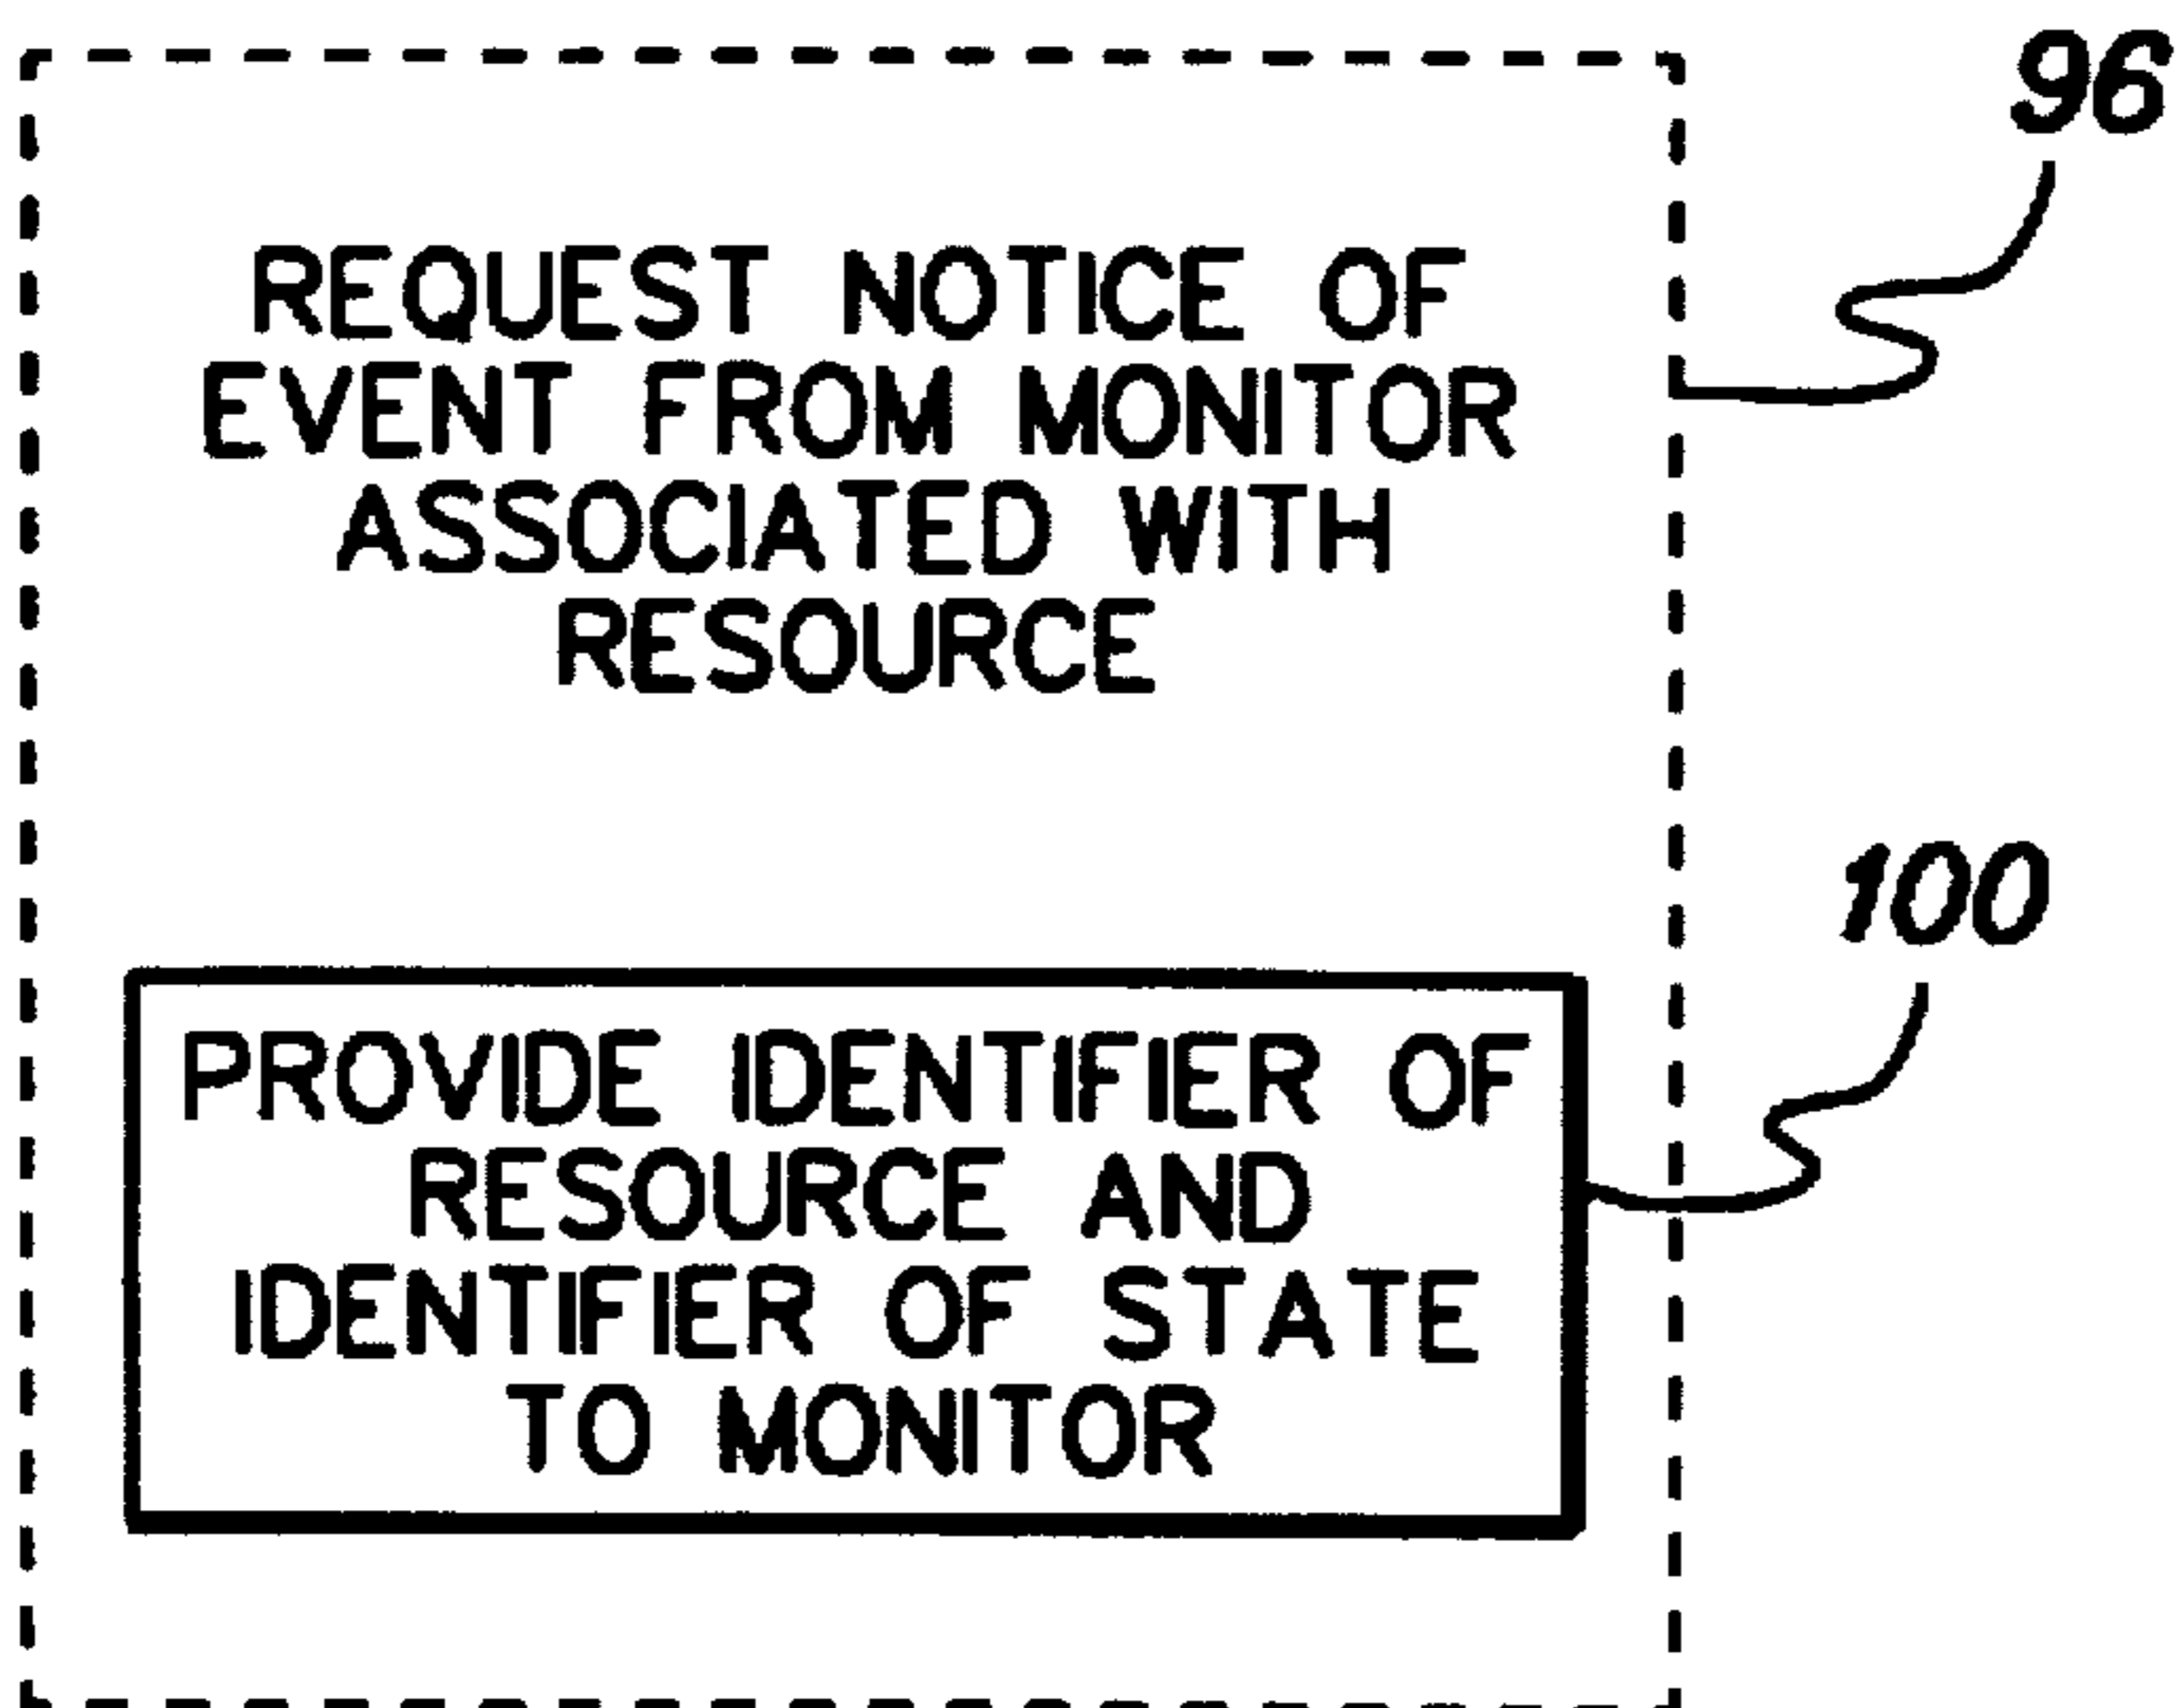 96
REQUEST NOTICE OF
EVENT FROM MONITOR
ASSOCIATED WITH
RESOURCE
100
PROVIDE IDENTIFIER OF
RESOURCE AND
IDENTIFIER OF STATE
TO MONITOR